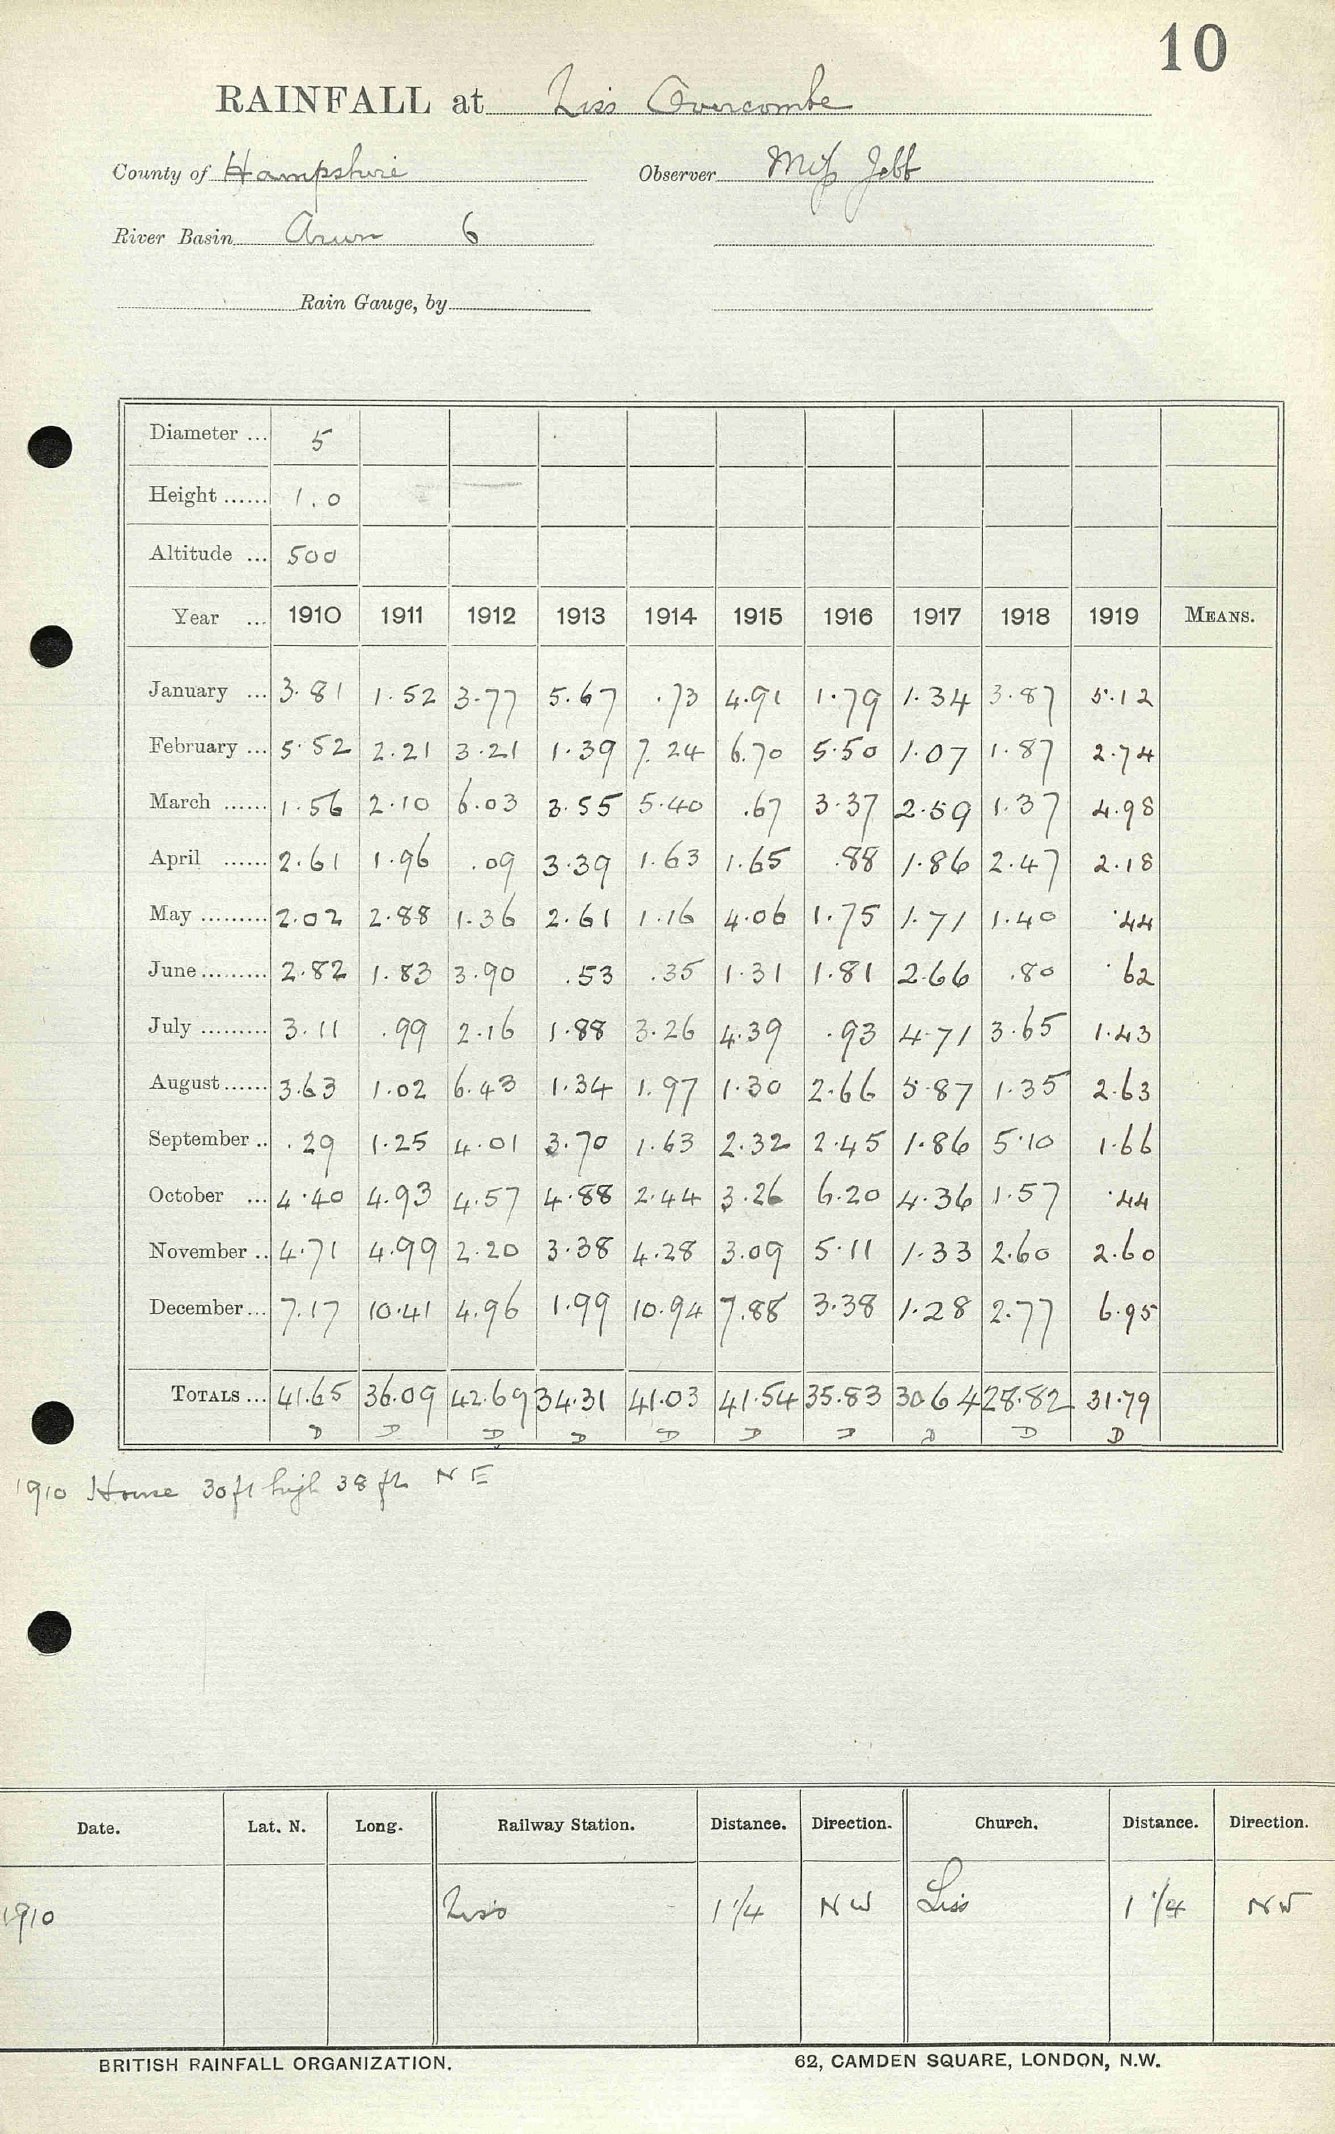 10
RAINFALL at Liss Overcombe
County of Hampshire Observer Miss Jebb
River Basin Arun 6
Rain Gauge, by
Diameter ... 5
Height ...... 1.0
Altitude ... 500
Year ... 1910 1911 1912 1913 1914 1915 1916 1917 1918 1919 MEANS.
January ... 3.81 1.52 3.77 5.67 .73 4.91 1.79 1.34 3.87 5.12
February ... 5.52 2.21 3.21 1.39 7.24 6.70 5.50 1.07 1.87 2.74
March ...... 1.56 2.10 6.03 3.55 5.40 .67 3.37 2.59 1.37 4.98
April ...... 2.61 1.96 .09 3.39 1.63 1.65 .88 1.86 2.47 2.18
May ......... 2.02 2.88 1.36 2.61 1.16 4.06 1.75 1.71 1.40 .44
June ......... 2.82 1.83 3.90 .53 .35 1.31 1.81 2.66 .80 .62
July ......... 3.11 .99 2.16 1.88 3.26 4.39 .93 4.71 3.65 1.43
August ...... 3.63 1.02 6.43 1.34 1.97 1.30 2.66 5.87 1.35 2.63
September .. .29 1.25 4.01 3.70 1.63 2.32 2.45 1.86 5.10 1.66
October ... 4.40 4.93 4.57 4.88 2.44 3.26 6.20 4.36 1.57 .44
November .. 4.71 4.99 2.20 3.38 4.28 3.09 5.11 1.33 2.60 2.60
December ... 7.17 10.41 4.96 1.99 10.94 7.88 3.38 1.28 2.77 6.95
TOTALS ... 41.65 36.09 42.69 34.31 41.03 41.54 35.83 30.64 28.82 31.79
D D D D D D D D D D
1910 House 30ft high 38 ft N E
Date. Lat. N. Long. Railway Station. Distance. Direction. Church. Distance. Direction.
1910 Liss 1 1/4 NW Liss 1 1/4 NW
BRITISH RAINFALL ORGANIZATION. 62, CAMDEN SQUARE, LONDON, N.W.